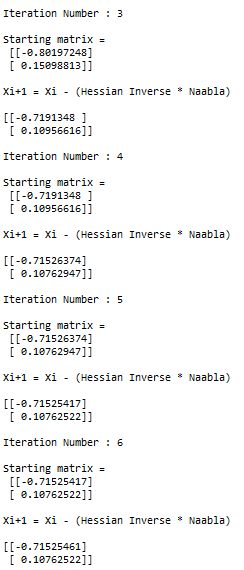 Iteration Number : 3
Starting matrix =
[[-0.80197248]
[ 0.15098813]]
Xi+1 = Xi - (Hessian Inverse * Naabla)
[[-0.7191348 ]
[ 0.10956616]]
Iteration Number : 4
Starting matrix =
[[-0.7191348 ]
[ 0.10956616]]
Xi+1 = Xi - (Hessian Inverse * Naabla)
[[-0.71526374]
[ 0.10762947]]
Iteration Number : 5
Starting matrix =
[[-0.71526374]
[ 0.10762947]]
Xi+1 = Xi - (Hessian Inverse * Naabla)
[[-0.71525417]
[ 0.10762522]]
Iteration Number : 6
Starting matrix =
[[-0.71525417]
[ 0.10762522]]
Xi+1 = Xi - (Hessian Inverse * Naabla)
[[-0.71525461]
[ 0.10762522]]